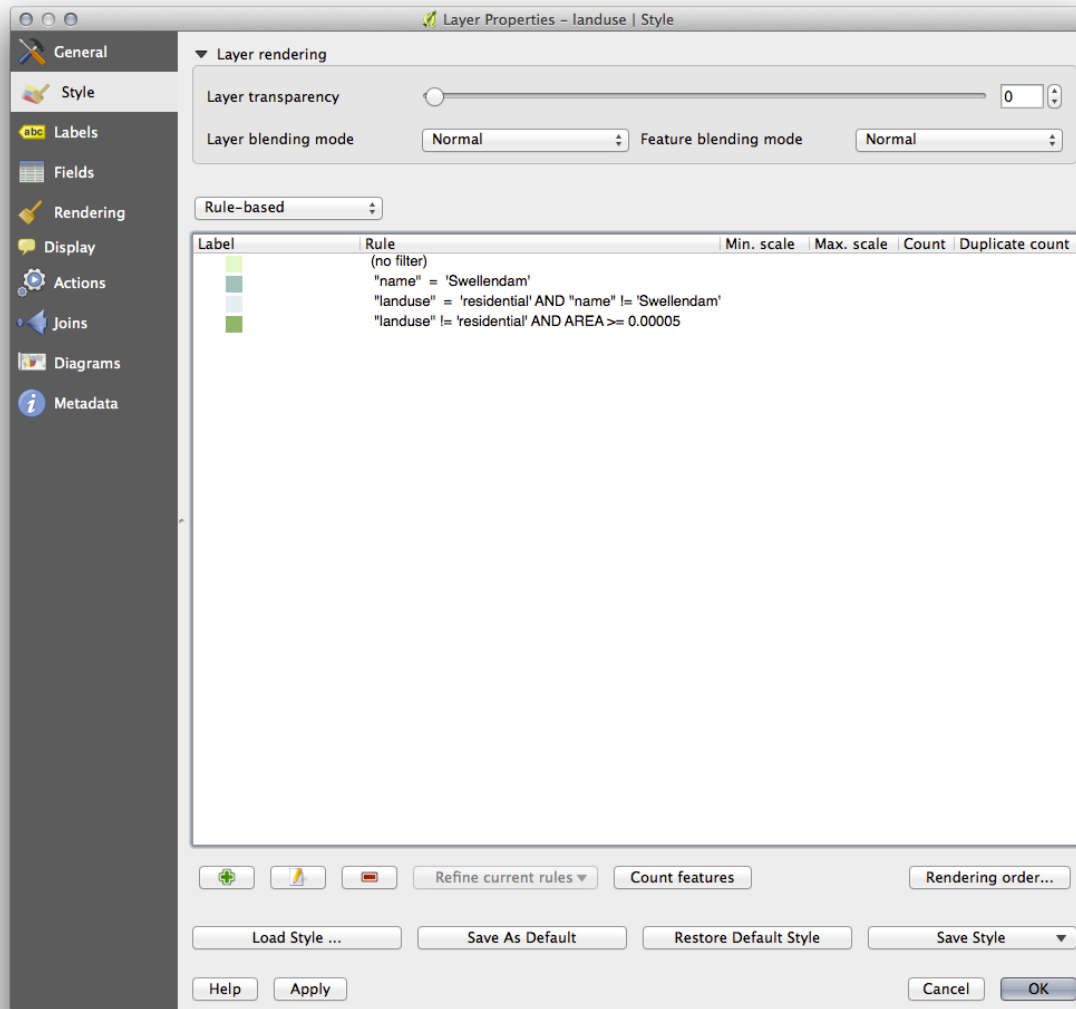 Layer Properties – landuse | Style
General
Style
abc Labels
Fields
Rendering
Display
Actions
Joins
Diagrams
i Metadata
Layer rendering
Layer transparency 0
Layer blending mode Normal Feature blending mode Normal
Rule-based
Label Rule Min. scale Max. scale Count Duplicate count
(no filter)
"name" = 'Swellendam'
"landuse" = 'residential' AND "name" != 'Swellendam'
"landuse" != 'residential' AND AREA >= 0.00005
Refine current rules Count features Rendering order...
Load Style ... Save As Default Restore Default Style Save Style
Help Apply Cancel OK